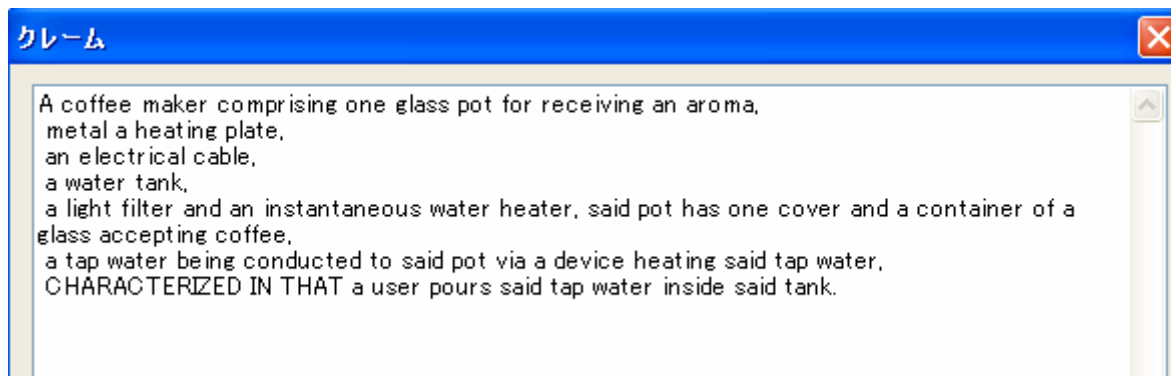 クレーム
A coffee maker comprising one glass pot for receiving an aroma,
metal a heating plate,
an electrical cable,
a water tank,
a light filter and an instantaneous water heater, said pot has one cover and a container of a
glass accepting coffee,
a tap water being conducted to said pot via a device heating said tap water,
CHARACTERIZED IN THAT a user pours said tap water inside said tank.